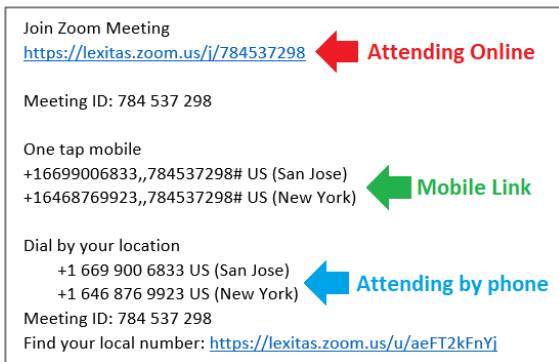 Join Zoom Meeting
https://lexitas.zoom.us/j/784537298
Attending Online
Meeting ID: 784 537 298
One tap mobile
+16699006833,,784537298# US (San Jose)
+16468769923,,784537298# US (New York)
Mobile Link
Dial by your location
+1 669 900 6833 US (San Jose)
+1 646 876 9923 US (New York)
Attending by phone
Meeting ID: 784 537 298
Find your local number: https://lexitas.zoom.us/u/aeFT2kFnYj